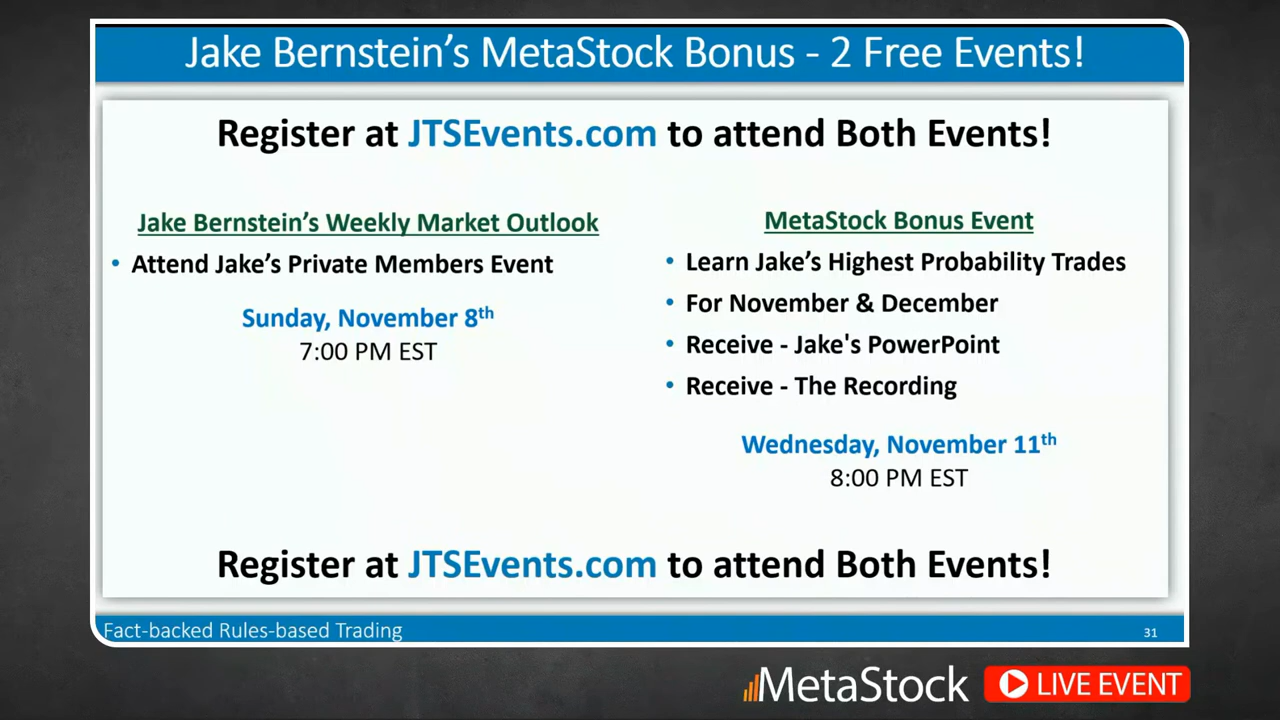 Jake Bernstein’s MetaStock Bonus - 2 Free Events!
Register at JTSEvents.com to attend Both Events!
Jake Bernstein’s Weekly Market Outlook
• Attend Jake’s Private Members Event
Sunday, November 8th
7:00 PM EST
MetaStock Bonus Event
• Learn Jake’s Highest Probability Trades
• For November & December
• Receive - Jake's PowerPoint
• Receive - The Recording
Wednesday, November 11th
8:00 PM EST
Register at JTSEvents.com to attend Both Events!
Fact-backed Rules-based Trading
31
MetaStock
LIVE EVENT